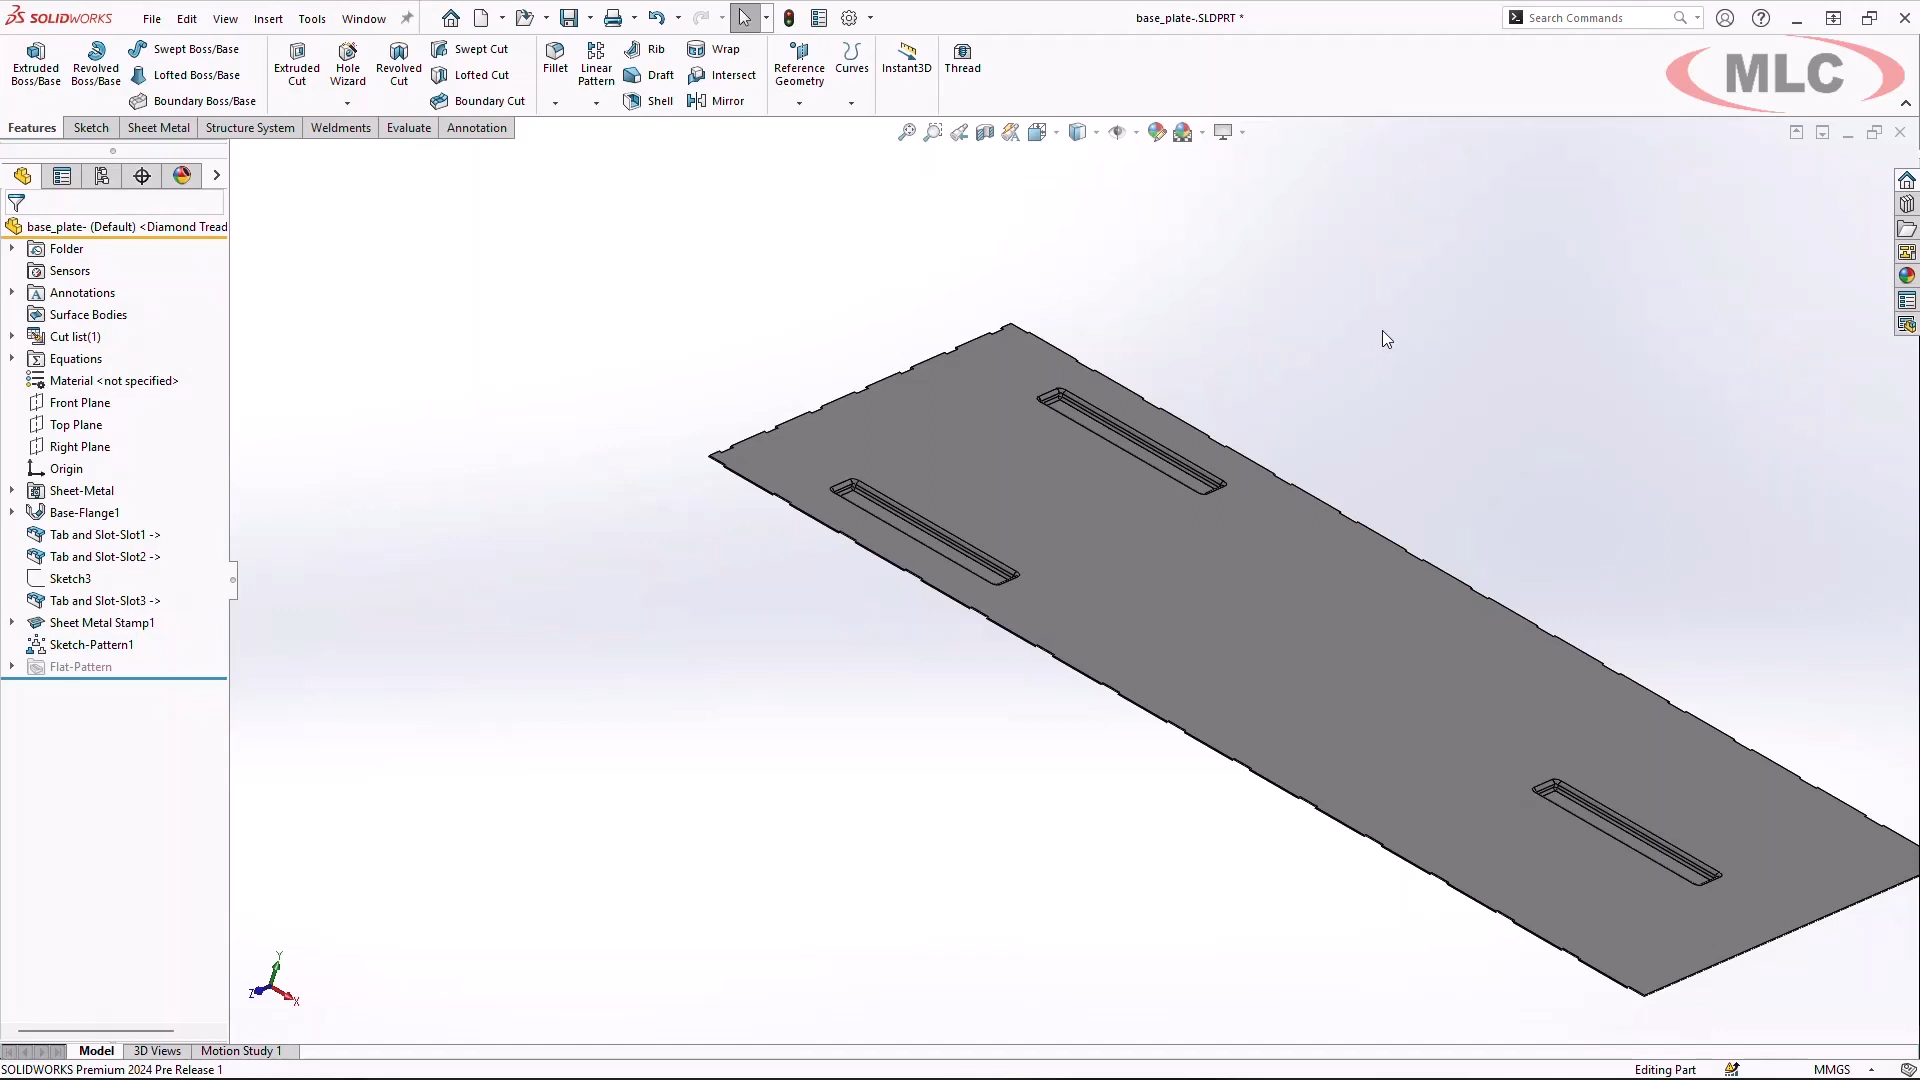 SOLIDWORKS File Edit View Insert Tools Window
base_plate-.SLDPRT *
Search Commands
MLC
Extruded Boss/Base
Revolved Boss/Base
Swept Boss/Base
Lofted Boss/Base
Boundary Boss/Base
Extruded Cut
Hole Wizard
Revolved Cut
Swept Cut
Lofted Cut
Boundary Cut
Fillet
Linear Pattern
Rib
Draft
Shell
Wrap
Intersect
Mirror
Reference Geometry
Curves
Instant3D
Thread
Features Sketch Sheet Metal Structure System Weldments Evaluate Annotation
base_plate- (Default) <Diamond Tread
Folder
Sensors
Annotations
Surface Bodies
Cut list(1)
Equations
Material <not specified>
Front Plane
Top Plane
Right Plane
Origin
Sheet-Metal
Base-Flange1
Tab and Slot-Slot1 ->
Tab and Slot-Slot2 ->
Sketch3
Tab and Slot-Slot3 ->
Sheet Metal Stamp1
Sketch-Pattern1
Flat-Pattern
Y
Z
X
Model 3D Views Motion Study 1
SOLIDWORKS Premium 2024 Pre Release 1
Editing Part
MMGS